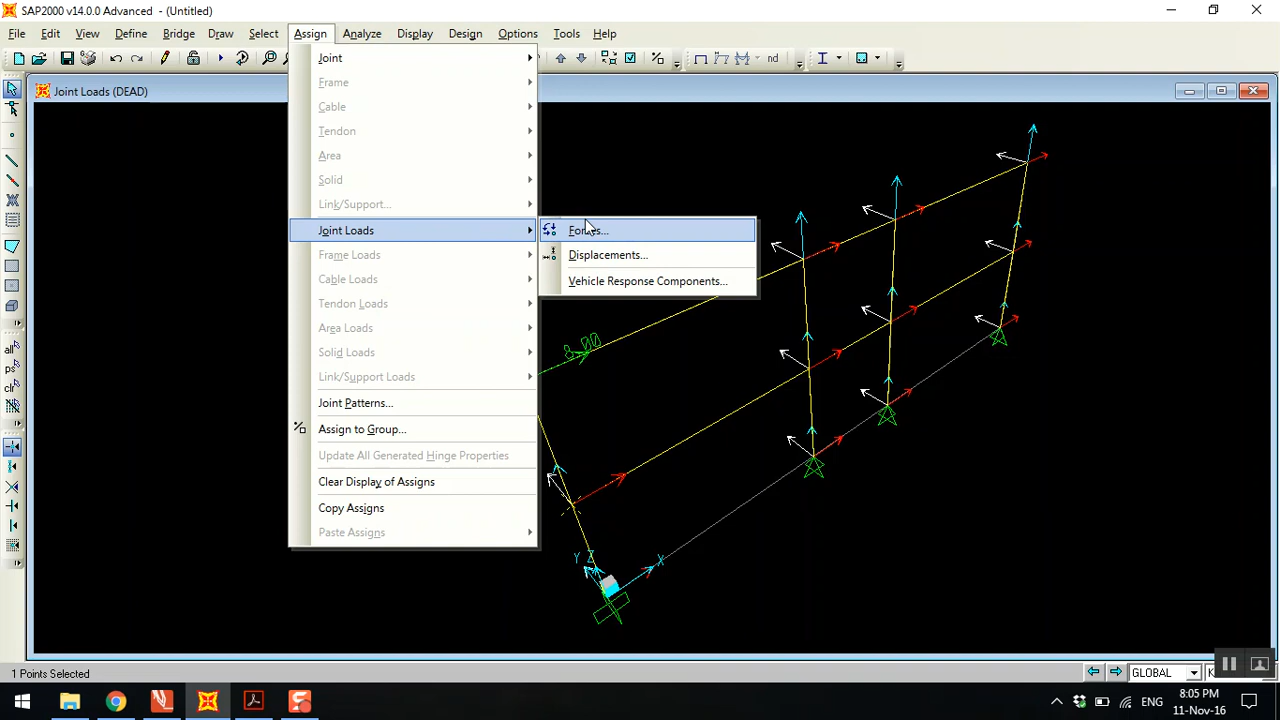 SAP2000 v14.0.0 Advanced - (Untitled)
File Edit View Define Bridge Draw Select Assign Analyze Display Design Options Tools Help
nd
Joint Loads (DEAD)
Joint
Frame
Cable
Tendon
Area
Solid
Link/Support...
Joint Loads
Frame Loads
Cable Loads
Tendon Loads
Area Loads
Solid Loads
Link/Support Loads
Joint Patterns...
Assign to Group...
Update All Generated Hinge Properties
Clear Display of Assigns
Copy Assigns
Paste Assigns
Forces...
Displacements...
Vehicle Response Components...
all
ps
clr
Y Z X
1 Points Selected
GLOBAL
ENG
8:05 PM
11-Nov-16